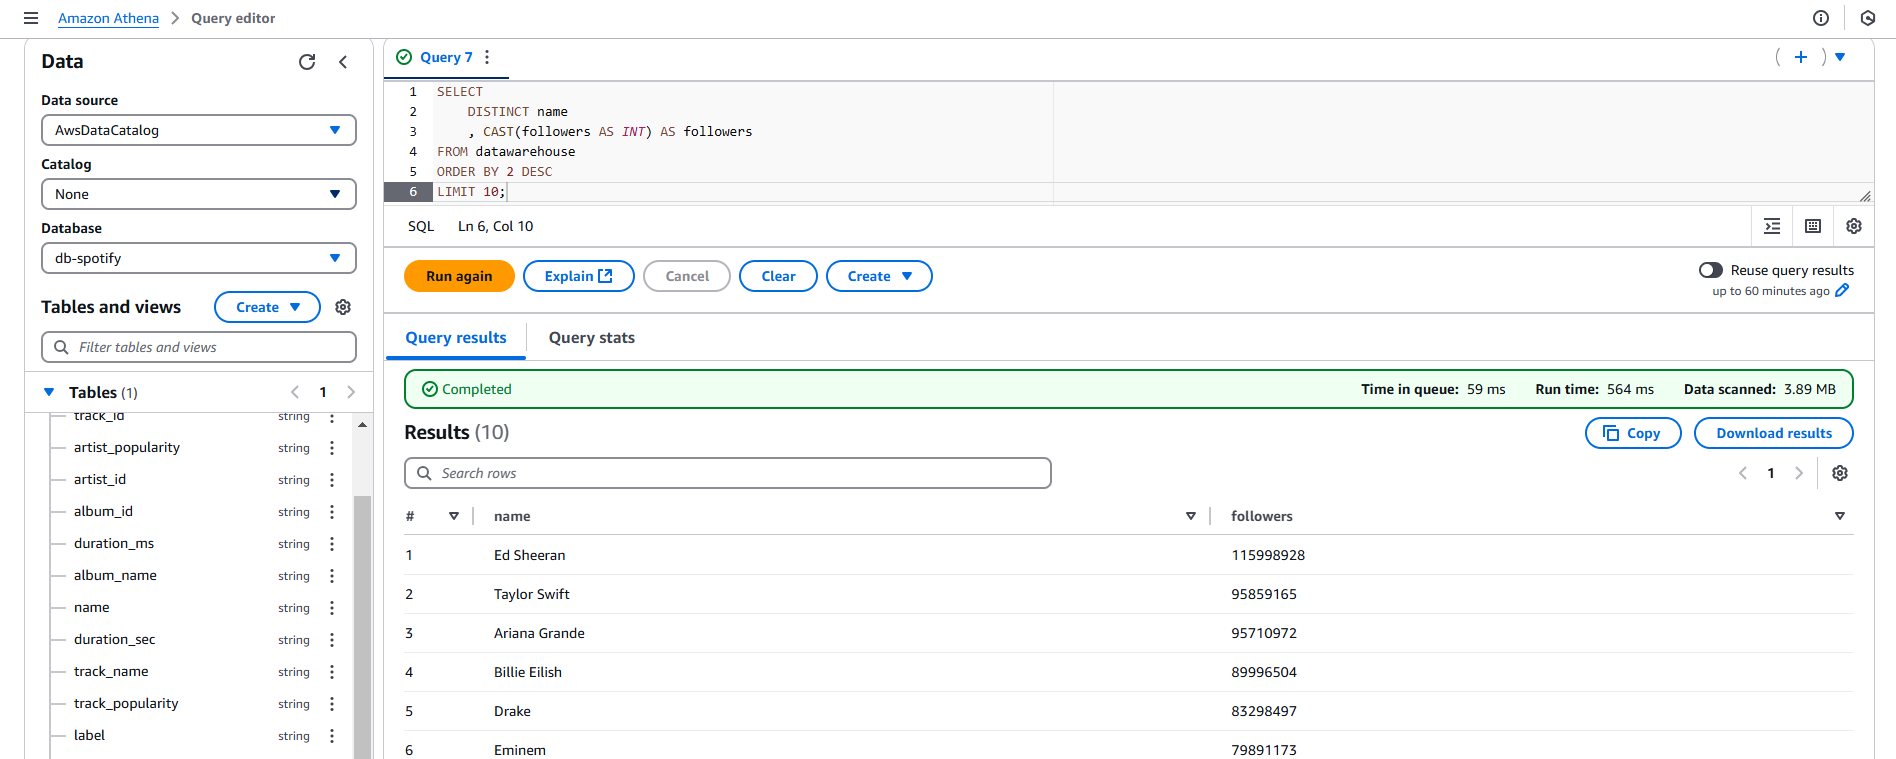 Amazon Athena > Query editor
Data
Data source
AwsDataCatalog
Catalog
None
Database
db-spotify
Tables and views
Create
Filter tables and views
Tables (1)
1
track_id string
artist_popularity string
artist_id string
album_id string
duration_ms string
album_name string
name string
duration_sec string
track_name string
track_popularity string
label string
Query 7
1 SELECT
2 DISTINCT name
3 , CAST(followers AS INT) AS followers
4 FROM datawarehouse
5 ORDER BY 2 DESC
6 LIMIT 10;
SQL Ln 6, Col 10
Run again Explain Cancel Clear Create
Reuse query results
up to 60 minutes ago
Query results Query stats
Completed Time in queue: 59 ms Run time: 564 ms Data scanned: 3.89 MB
Results (10)
Copy Download results
Search rows
1
# name followers
1 Ed Sheeran 115998928
2 Taylor Swift 95859165
3 Ariana Grande 95710972
4 Billie Eilish 89996504
5 Drake 83298497
6 Eminem 79891173